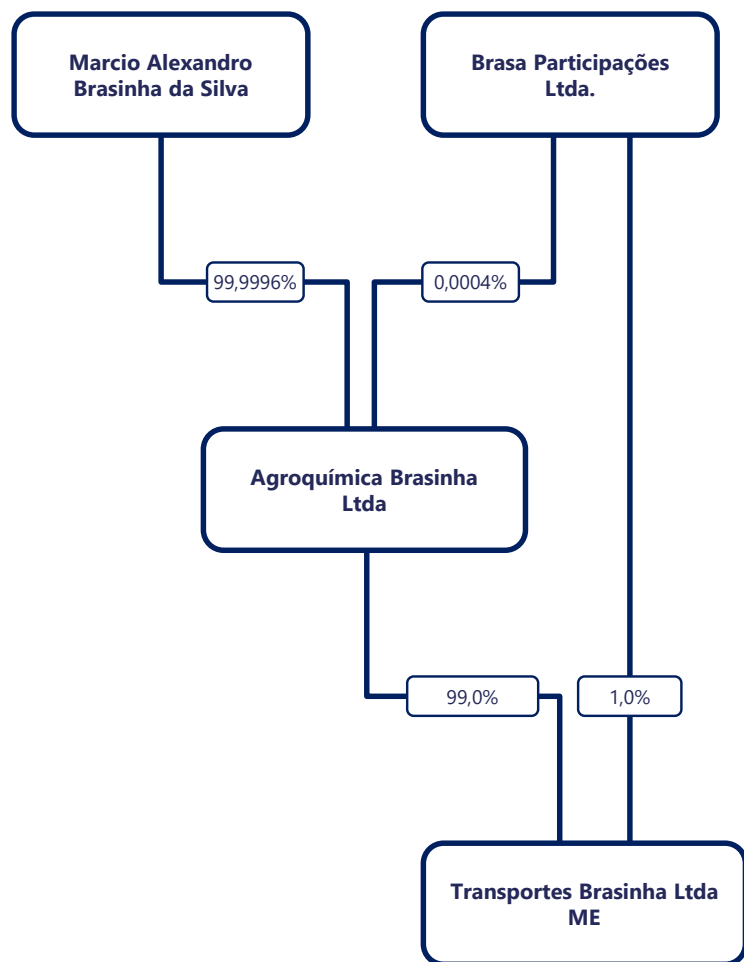 Marcio Alexandro
Brasinha da Silva
Brasa Participações
Ltda.
99,9996%
0,0004%
Agroquímica Brasinha
Ltda
99,0%
1,0%
Transportes Brasinha Ltda
ME